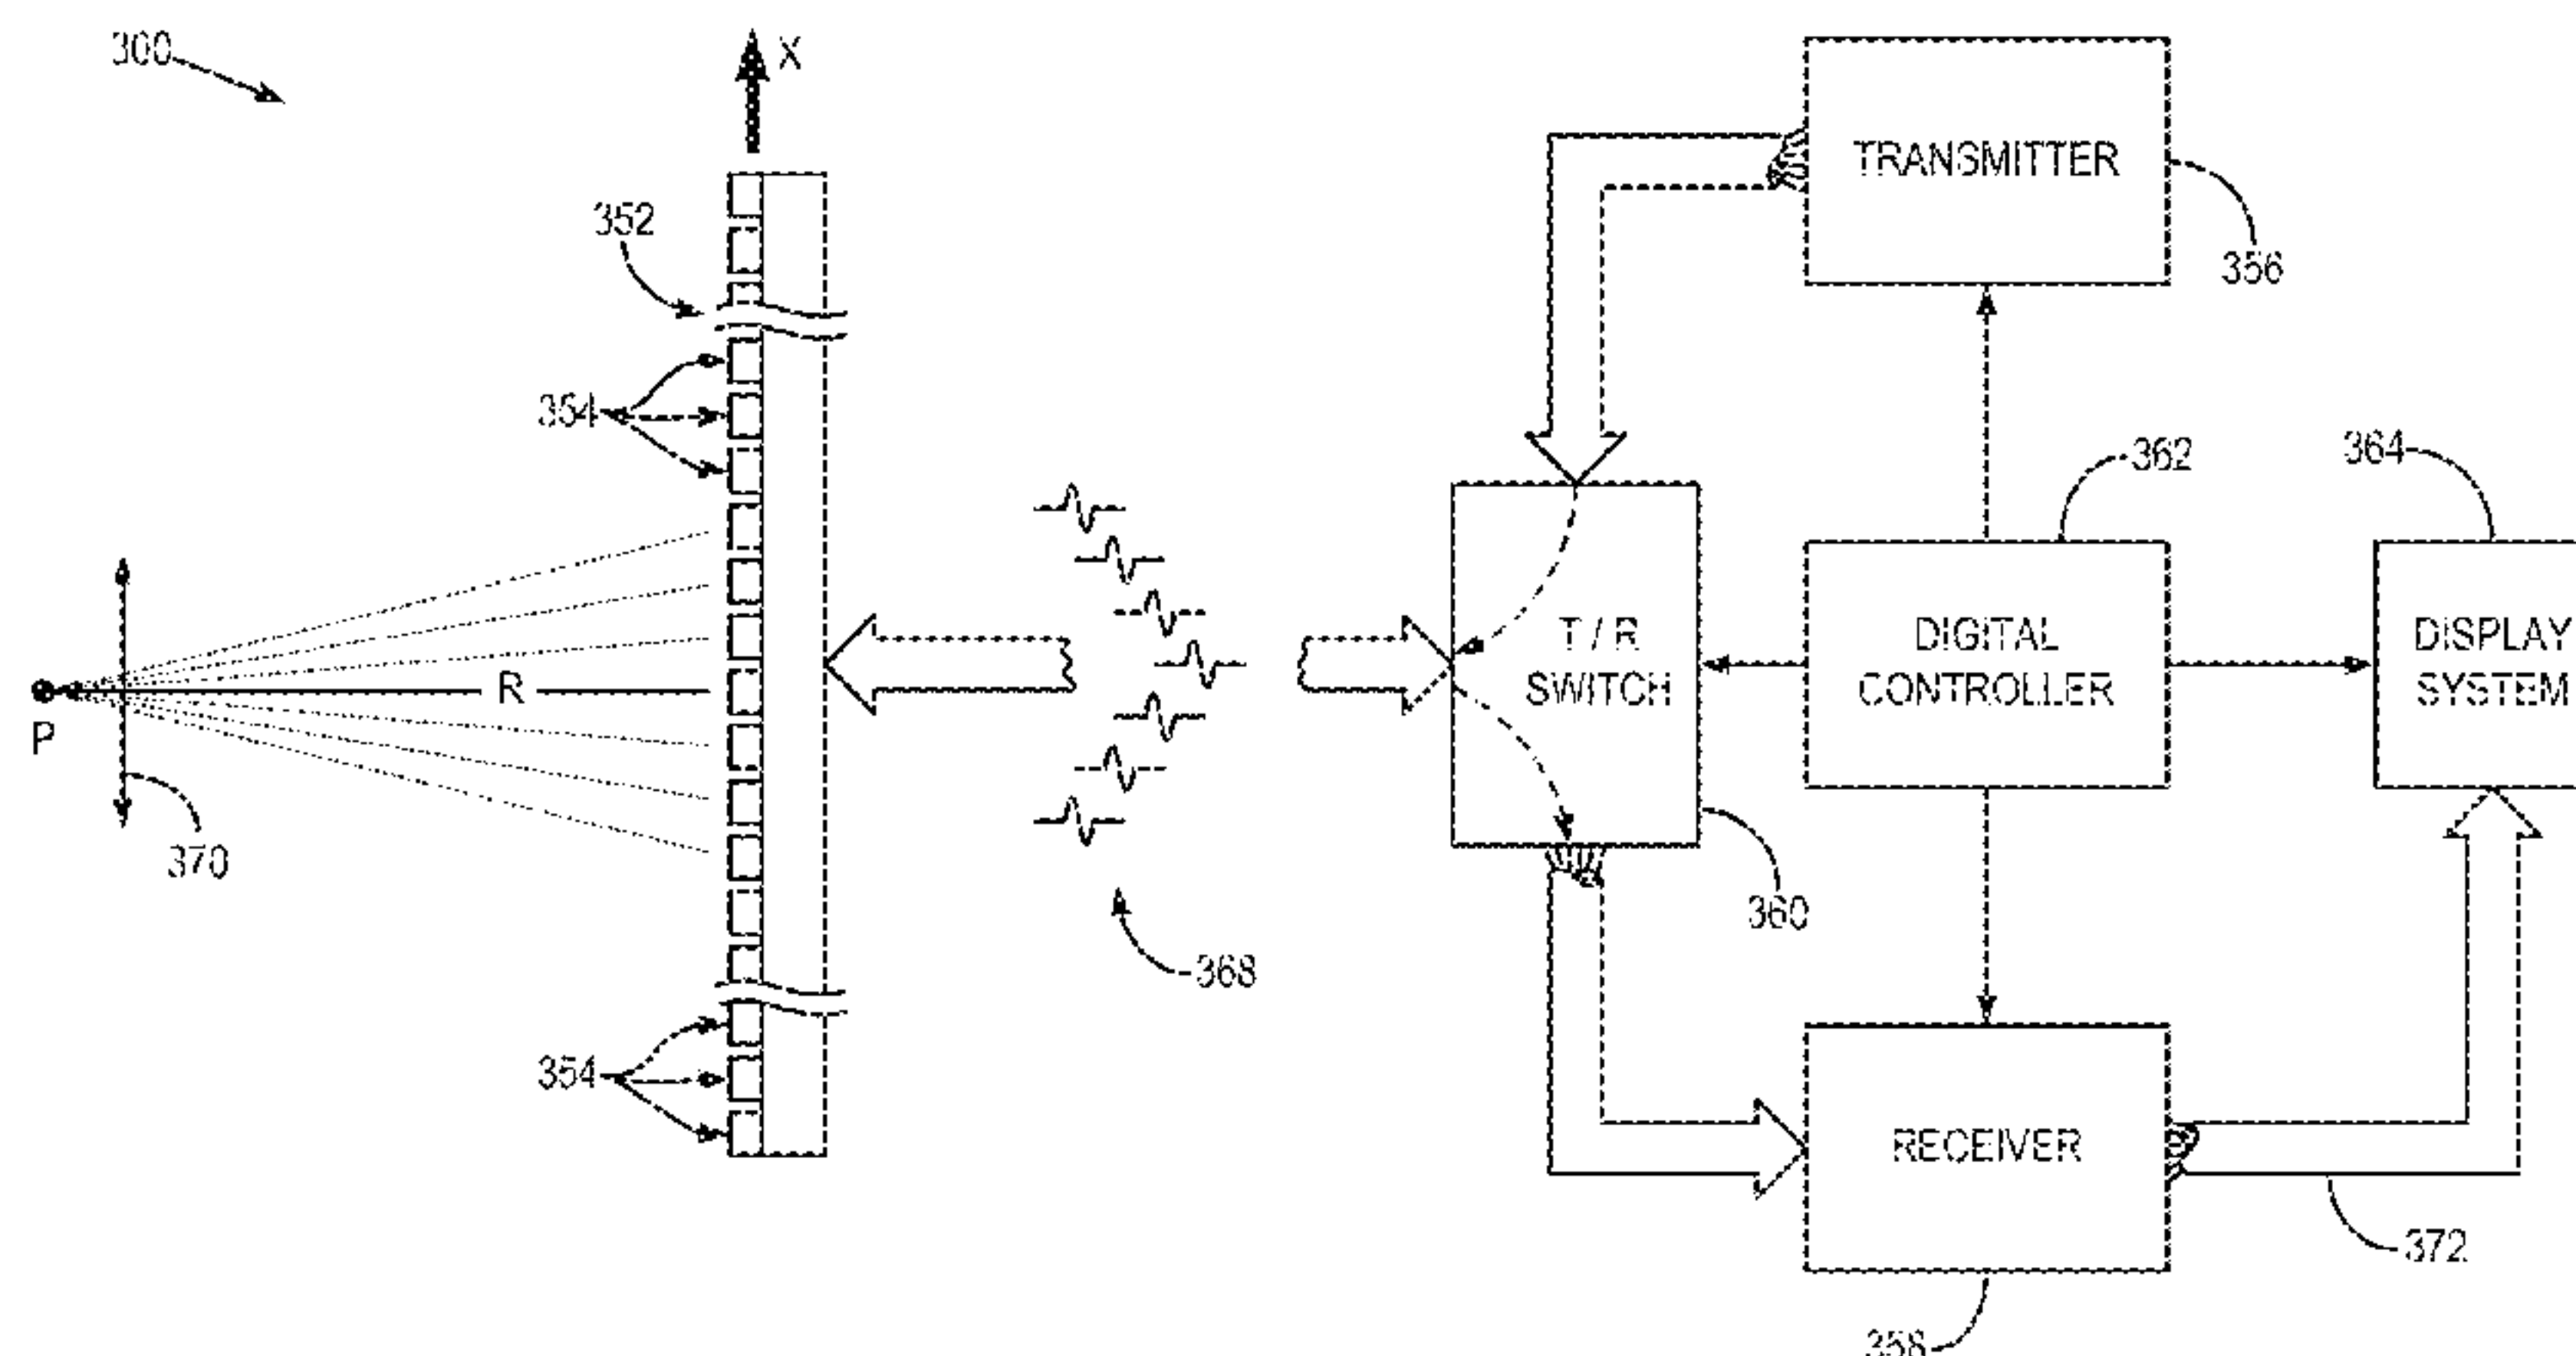 300
X
TRANSMITTER
352
356
354
362
364
T / R
SWITCH
DIGITAL
CONTROLLER
DISPLAY
SYSTEM
R
P
370
360
368
354
RECEIVER
372
358